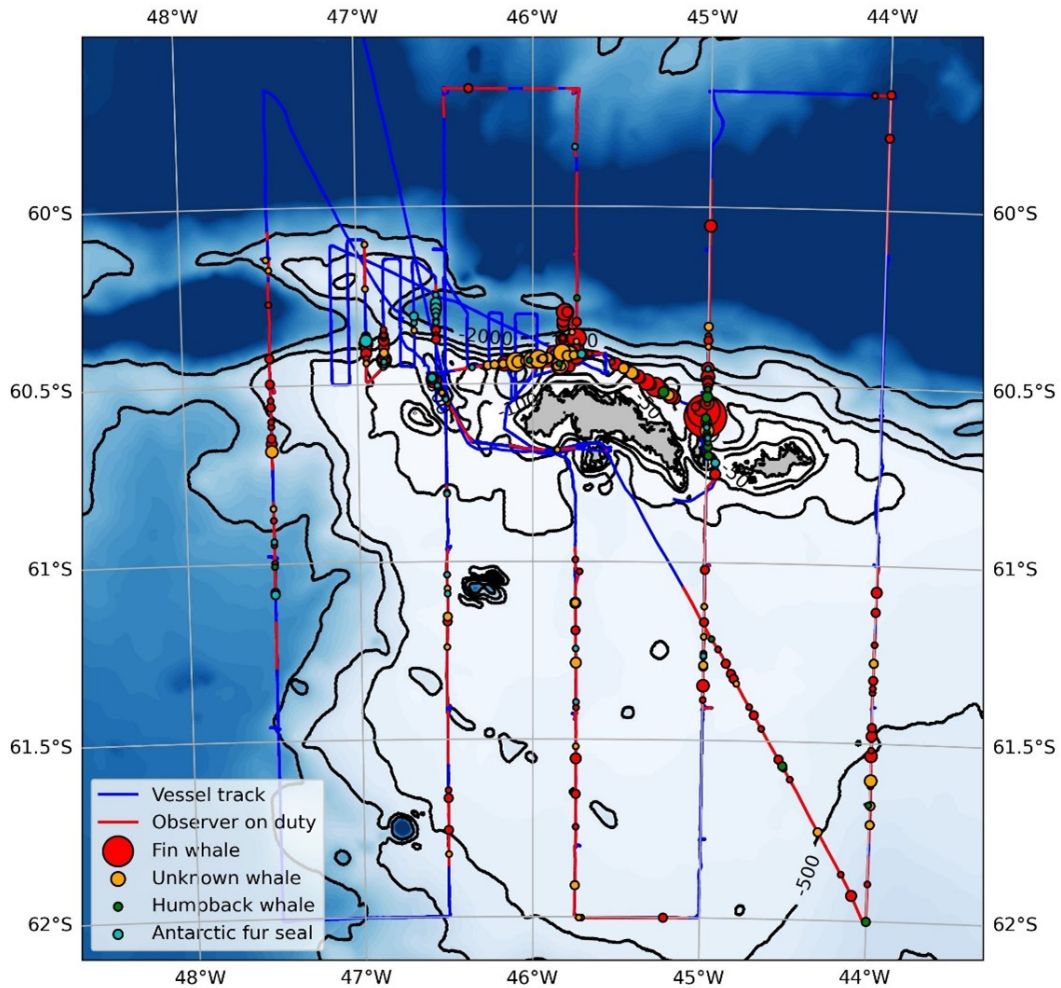 48°W 47°W 46°W 45°W 44°W
60°S 60°S
-2000
60.5°S 60.5°S
61°S 61°S
61.5°S 61.5°S
Vessel track
Observer on duty
Fin whale
-500
Unknown whale
Humpback whale
62°S 62°S
Antarctic fur seal
48°W 47°W 46°W 45°W 44°W